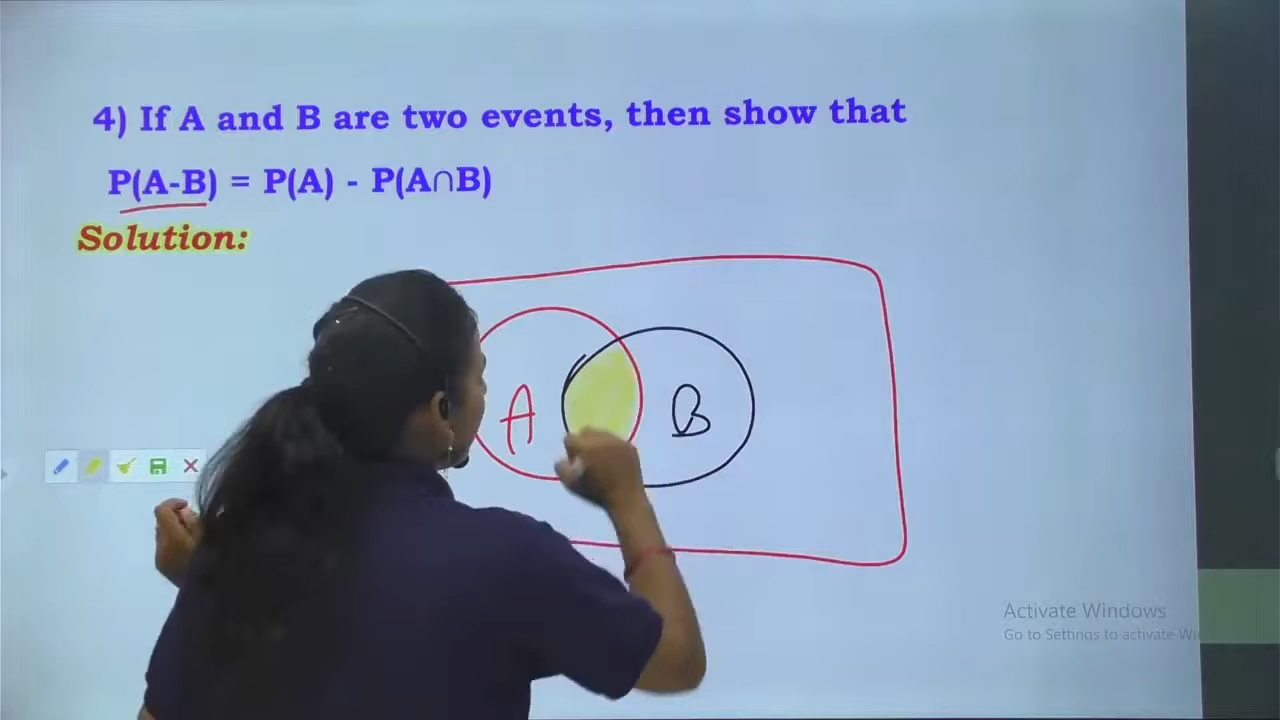 4) If A and B are two events, then show that
P(A-B) = P(A) - P(A∩B)
Solution:
A
B
Activate Windows
Go to Settings to activate Wi